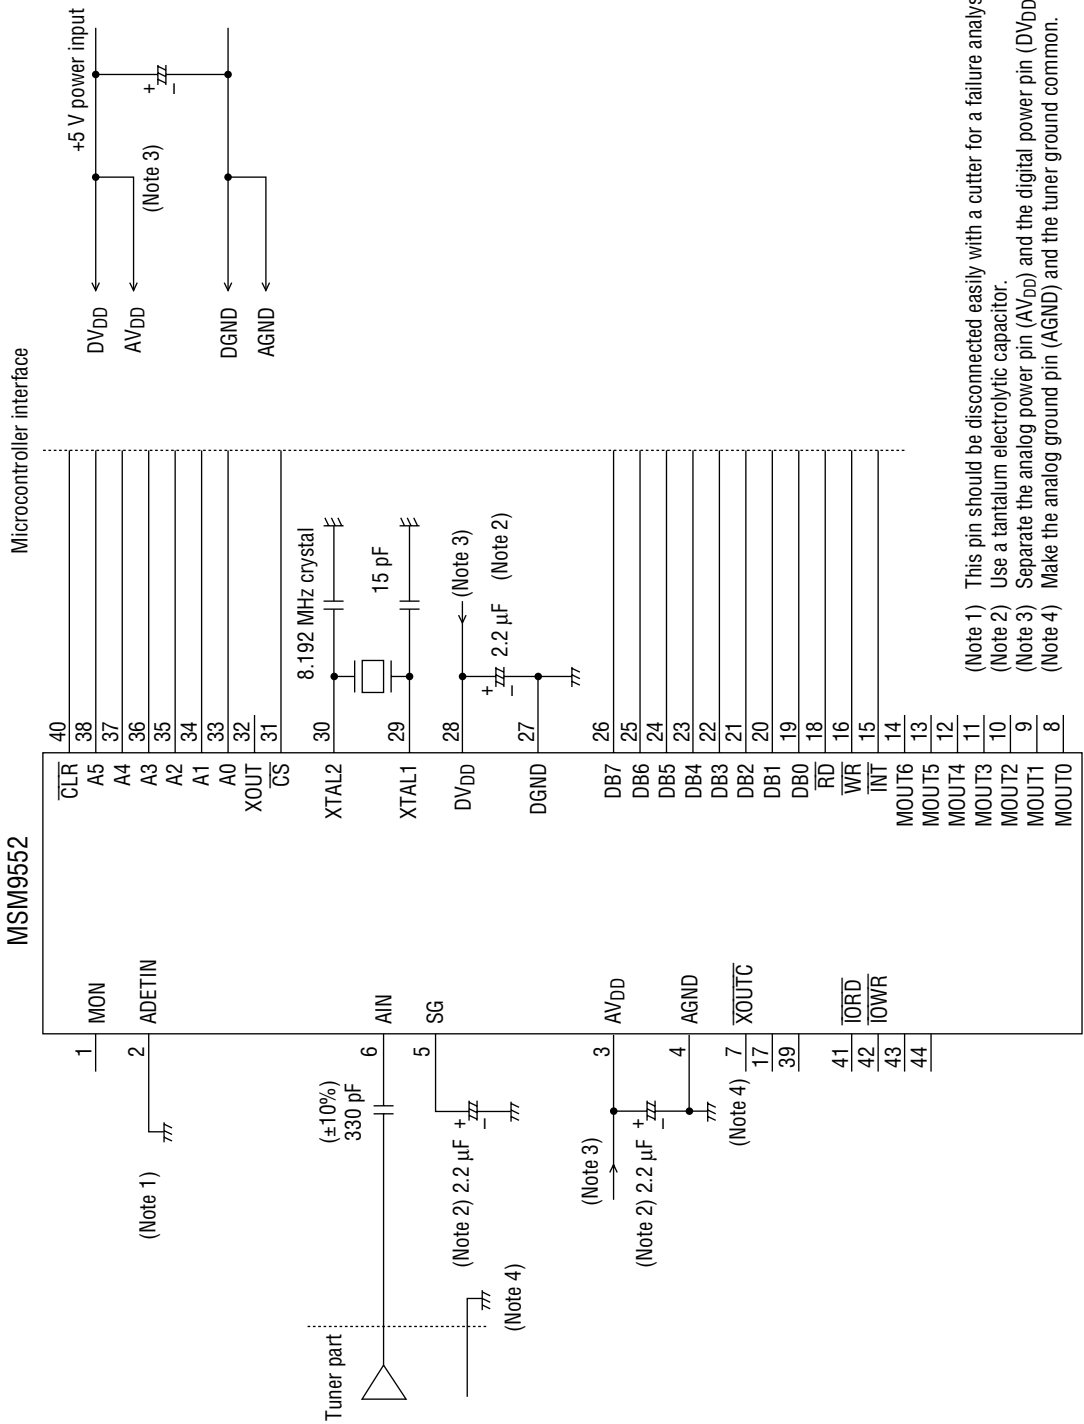 MSM9552
Microcontroller interface
+5 V power input
(Note 3)
DVDD
AVDD
DGND
AGND
1
MON
2
ADETIN
(Note 1)
Tuner part
(±10%)
330 pF
6
AIN
5
SG
(Note 2) 2.2 µF
+
–
(Note 4)
3
AVDD
4
AGND
(Note 3)
(Note 2) 2.2 µF
+
–
(Note 4)
7
XOUTC
17
39
41
IORD
42
IOWR
43
44
CLR 40
A5 38
A4 37
A3 36
A2 35
A1 34
A0 33
XOUT 32
CS 31
XTAL2 30
8.192 MHz crystal
XTAL1 29
15 pF
DVDD 28
(Note 3)
+
–
2.2 µF (Note 2)
DGND 27
DB7 26
DB6 25
DB5 24
DB4 23
DB3 22
DB2 21
DB1 20
DB0 19
RD 18
WR 16
INT 15
MOUT6 14
MOUT5 13
MOUT4 12
MOUT3 11
MOUT2 10
MOUT1 9
MOUT0 8
+
–
(Note 1) This pin should be disconnected easily with a cutter for a failure analys
(Note 2) Use a tantalum electrolytic capacitor.
(Note 3) Separate the analog power pin (AVDD) and the digital power pin (DVDD
(Note 4) Make the analog ground pin (AGND) and the tuner ground common.